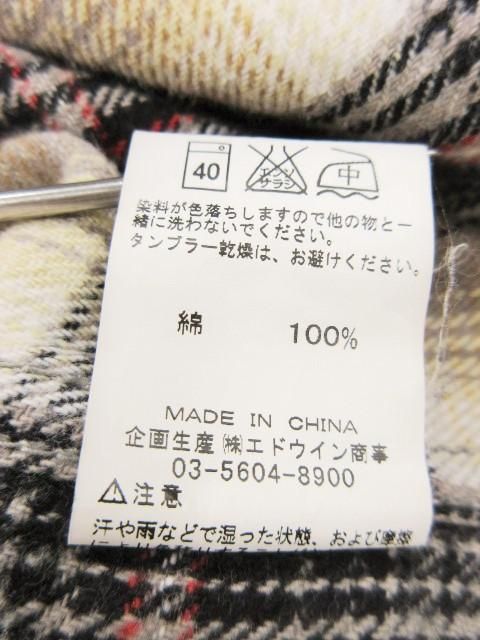 40 エンソサラシ 中
染料が色落ちしますので他の物と一
緒に洗わないでください。
タンブラー乾燥は、お避けください。
綿 100%
MADE IN CHINA
企画生産 ㈱エドウイン商事
03-5604-8900
⚠注意
汗や雨などで湿った状態、および摩擦